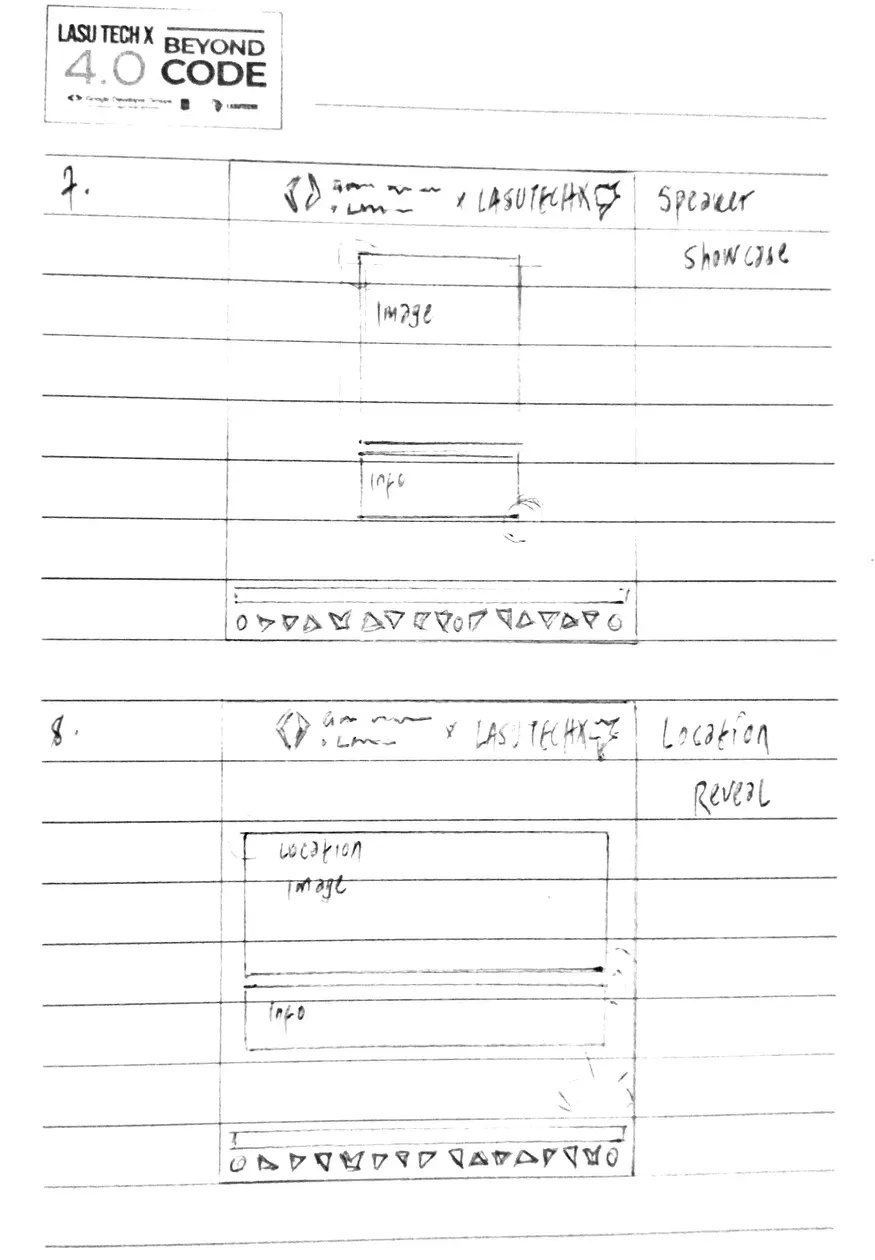 LASU TECH X
4.0
BEYOND
CODE
7.
x LASUTECHX
Speaker
Showcase
Image
Info
8.
x LASUTECHX
Location
Reveal
Location
Image
Info